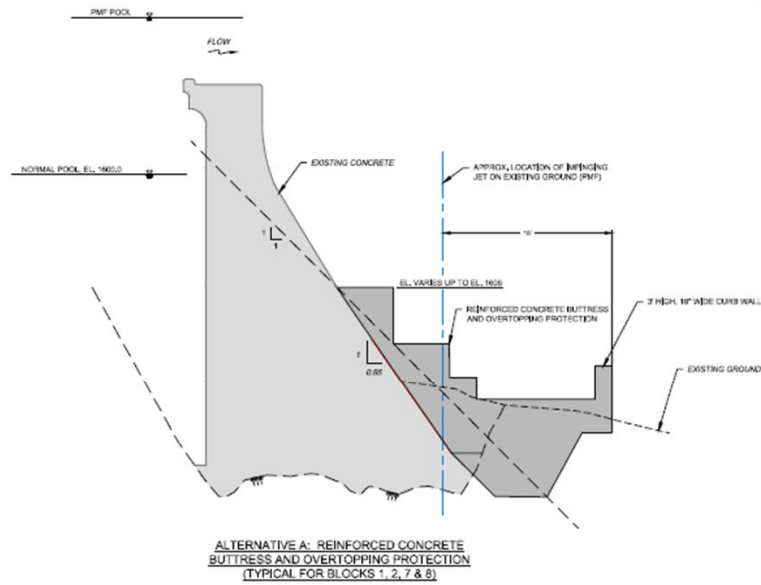 PMF POOL
FLOW
NORMAL POOL, EL. 1600.0
EXISTING CONCRETE
APPROX. LOCATION OF IMPINGING
JET ON EXISTING GROUND (PMF)
1
1
EL. VARIES UP TO EL. 1606
REINFORCED CONCRETE BUTTRESS
AND OVERTOPPING PROTECTION
3' HIGH, 18" WIDE CURB WALL
1
EXISTING GROUND
ALTERNATIVE A: REINFORCED CONCRETE
BUTTRESS AND OVERTOPPING PROTECTION
(TYPICAL FOR BLOCKS 1, 2, 7 & 8)